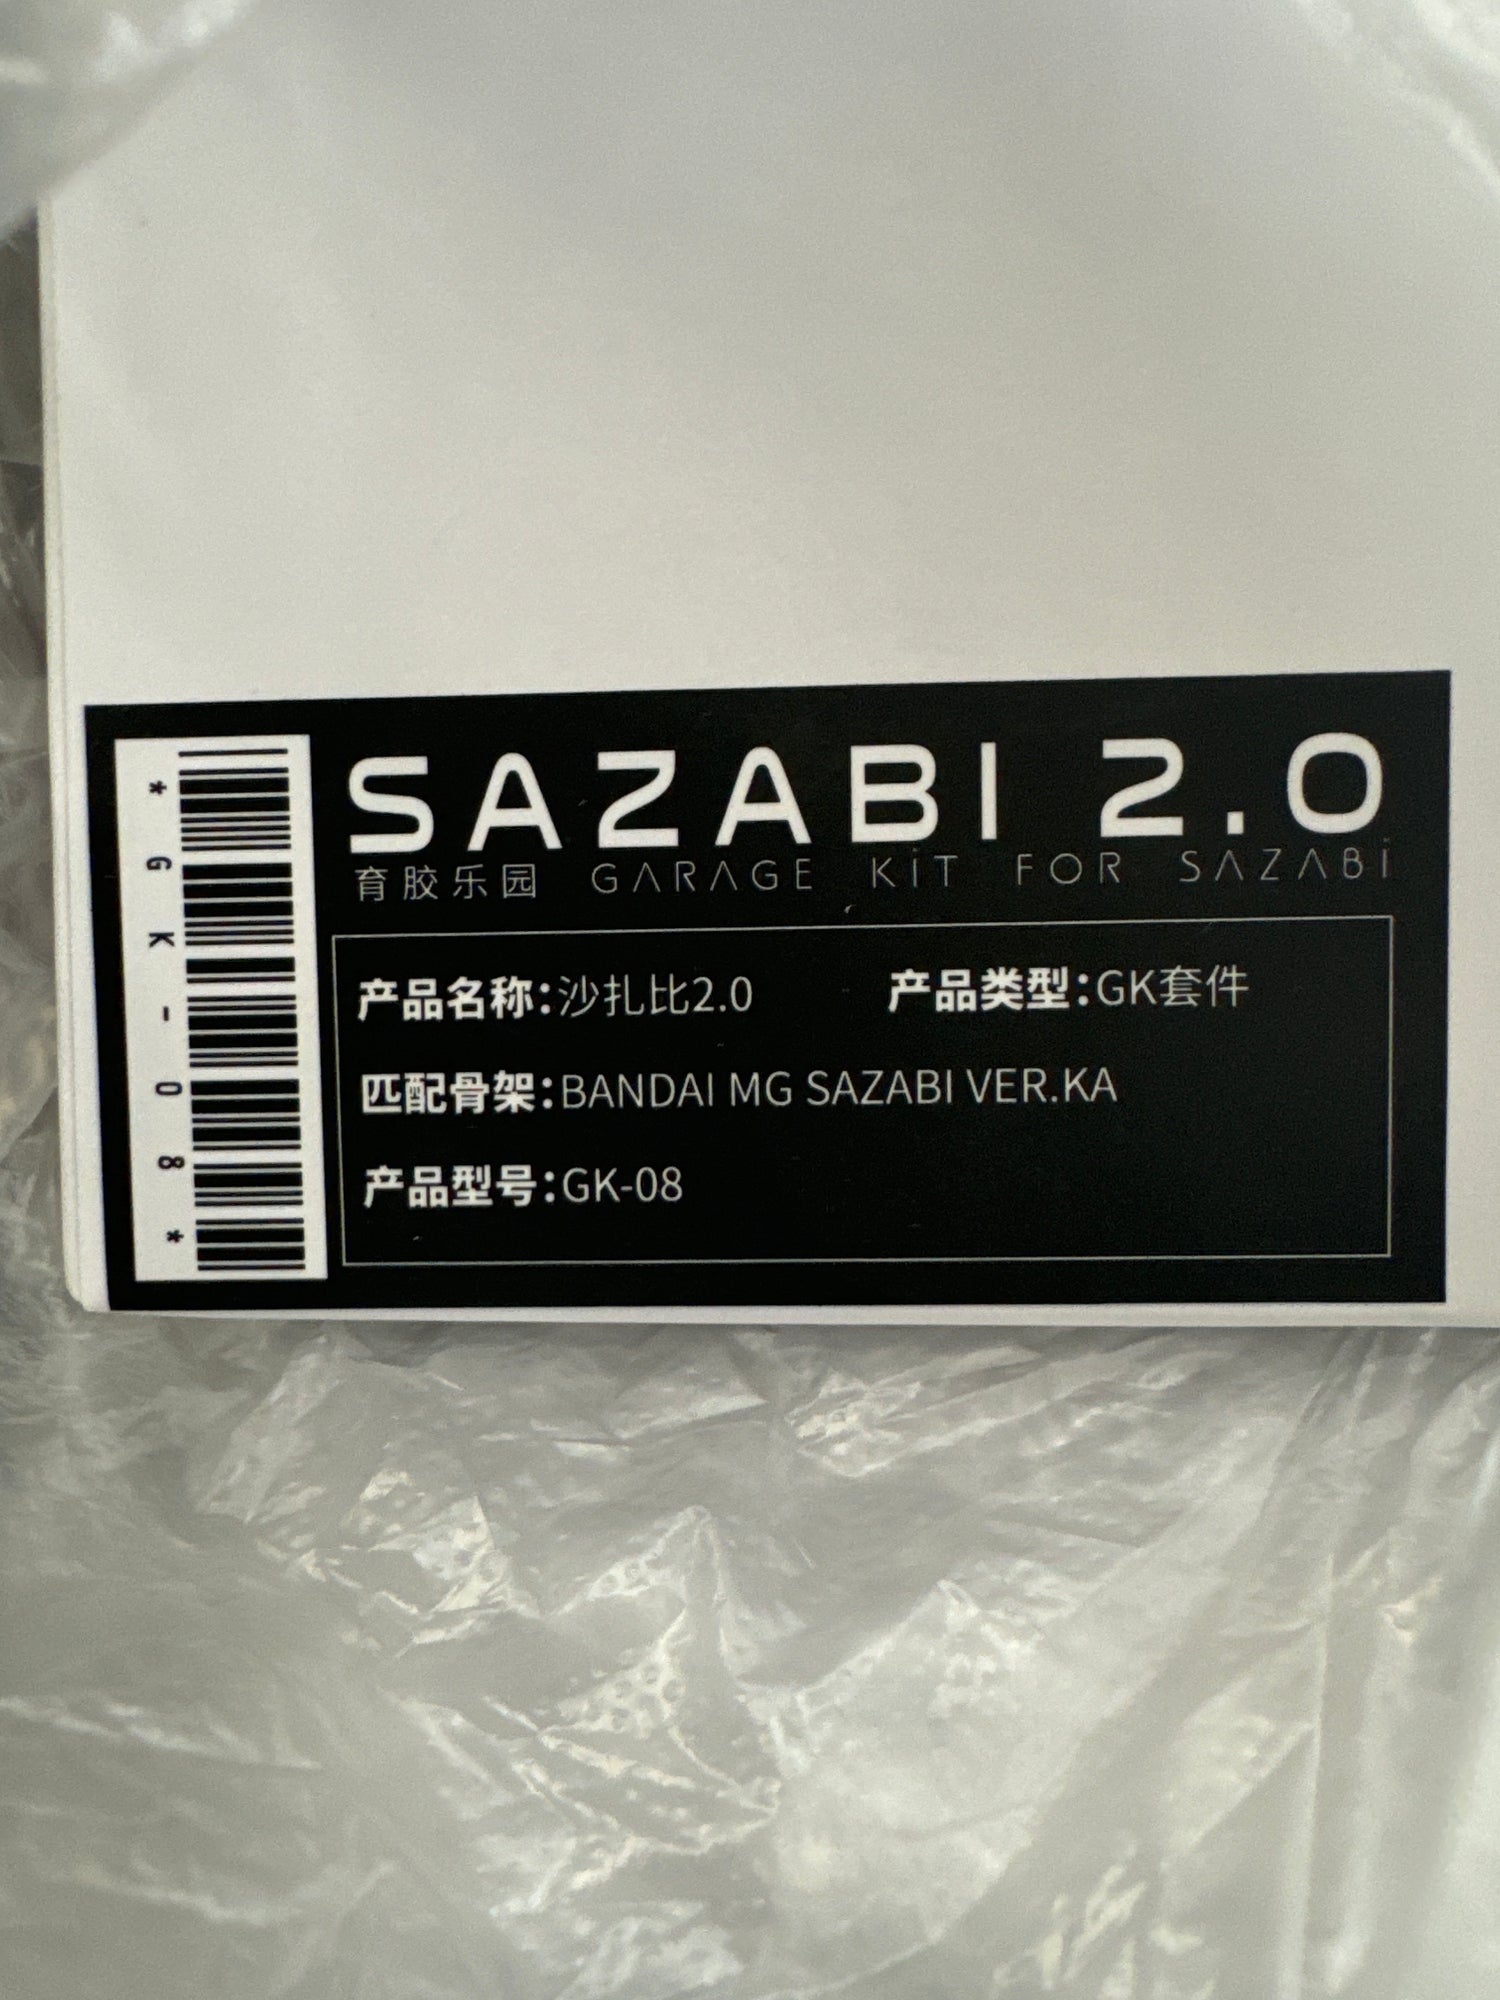 SAZABI 2.0
育胶乐园 GARAGE KiT FOR SAZABi
产品名称：沙扎比2.0 产品类型：GK套件
匹配骨架：BANDAI MG SAZABI VER.KA
产品型号：GK-08
*GK-08*